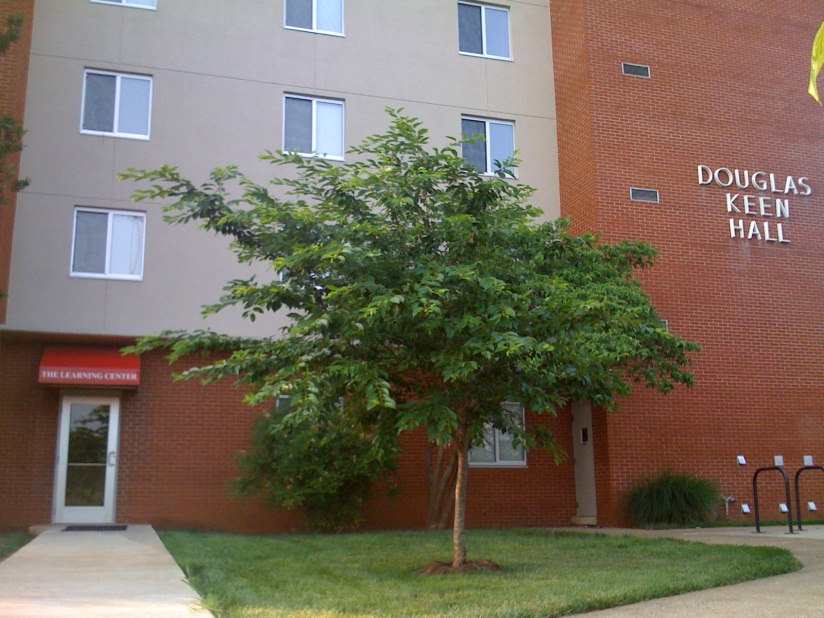 DOUGLAS
KEEN
HALL
THE LEARNING CENTER